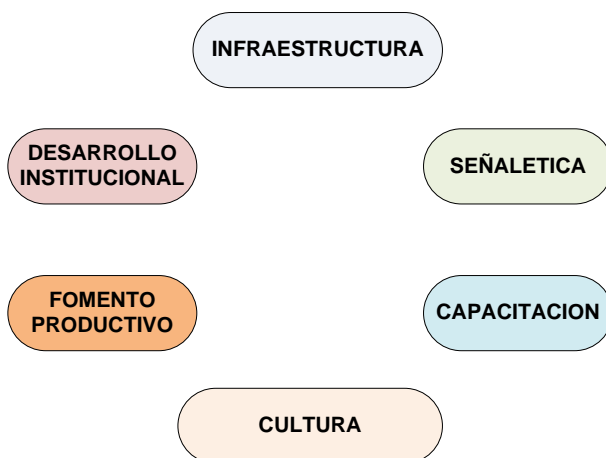 INFRAESTRUCTURA
DESARROLLO
INSTITUCIONAL
SEÑALETICA
FOMENTO
PRODUCTIVO
CAPACITACION
CULTURA